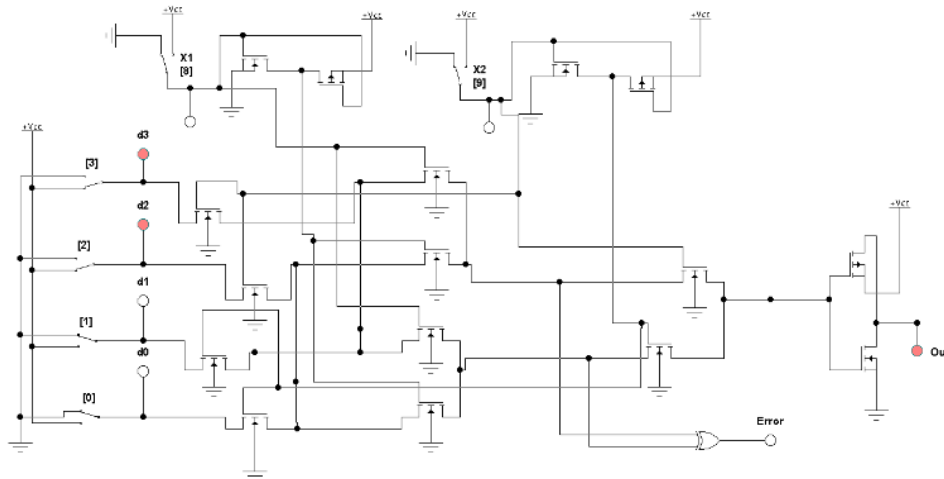 +Vcc
+Vcc
+Vcc
+Vcc
X1
[8]
X2
[9]
+Vcc
d3
[3]
d2
+Vcc
[2]
d1
[1]
d0
Ou
[0]
Error